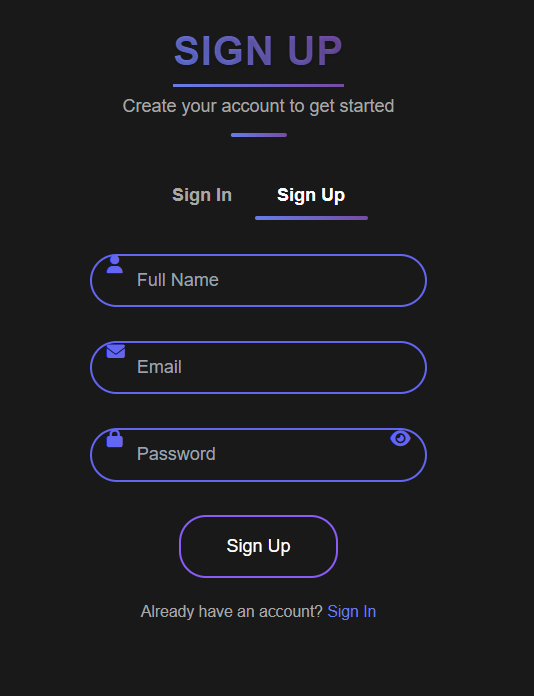 SIGN UP
Create your account to get started
Sign In Sign Up
Full Name
Email
Password
Sign Up
Already have an account? Sign In